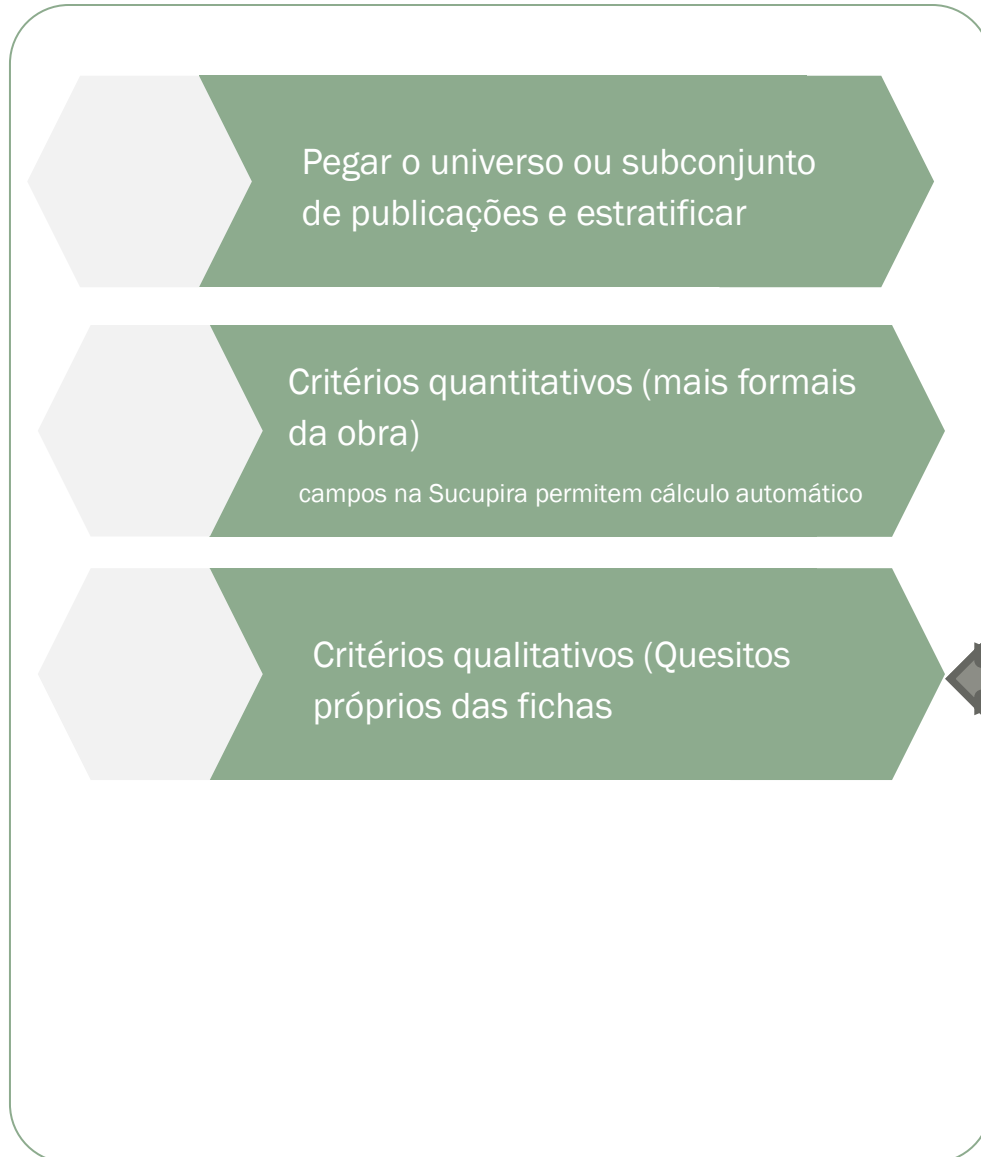 Pegar o universo ou subconjunto
de publicações e estratificar
Critérios quantitativos (mais formais
da obra)
campos na Sucupira permitem cálculo automático
Critérios qualitativos (Quesitos
próprios das fichas